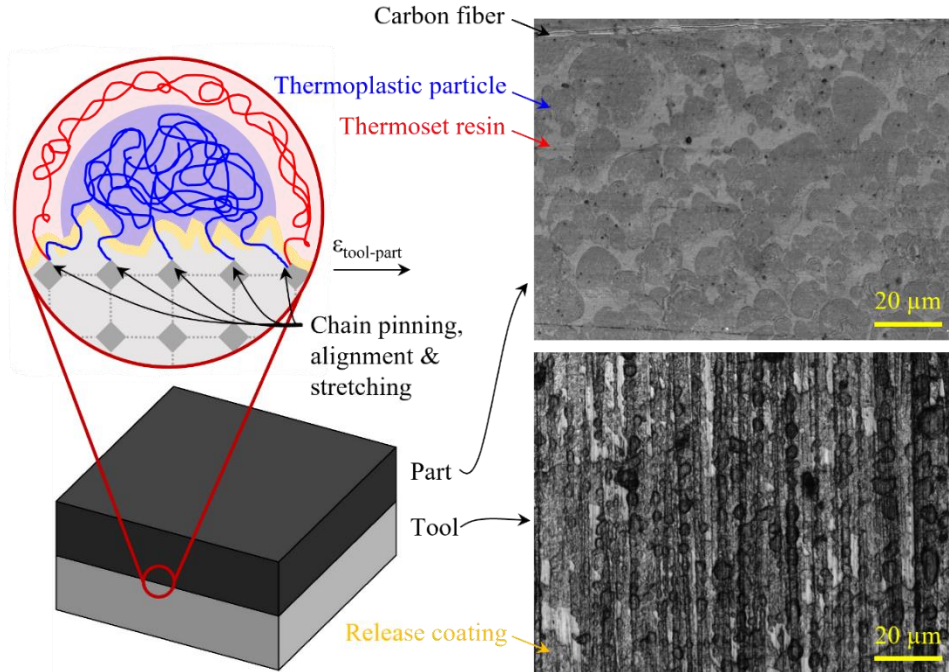 Carbon fiber
Thermoplastic particle
Thermoset resin
ε tool-part
Chain pinning,
alignment &
stretching
20 µm
Part
Tool
Release coating
20 µm